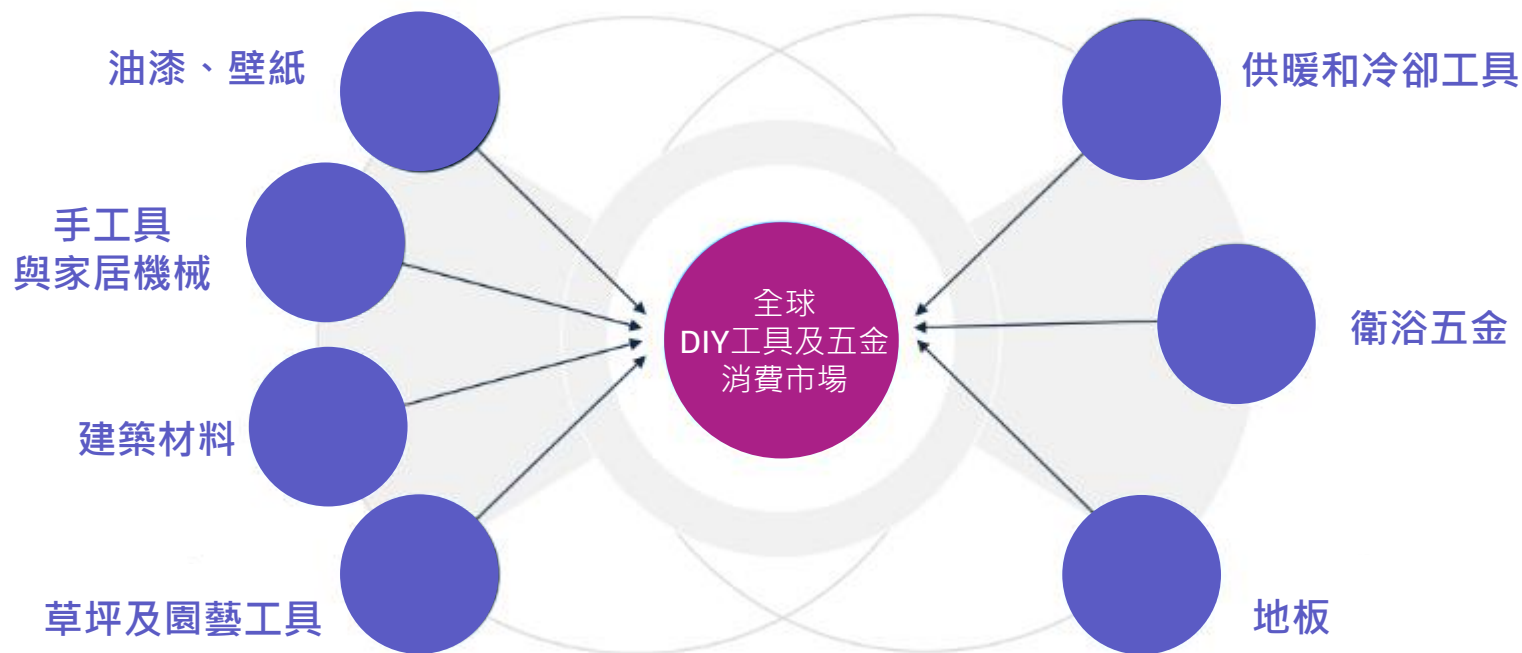 油漆、壁紙
手工具
與家居機械
建築材料
草坪及園藝工具
全球
DIY工具及五金
消費市場
供暖和冷卻工具
衛浴五金
地板